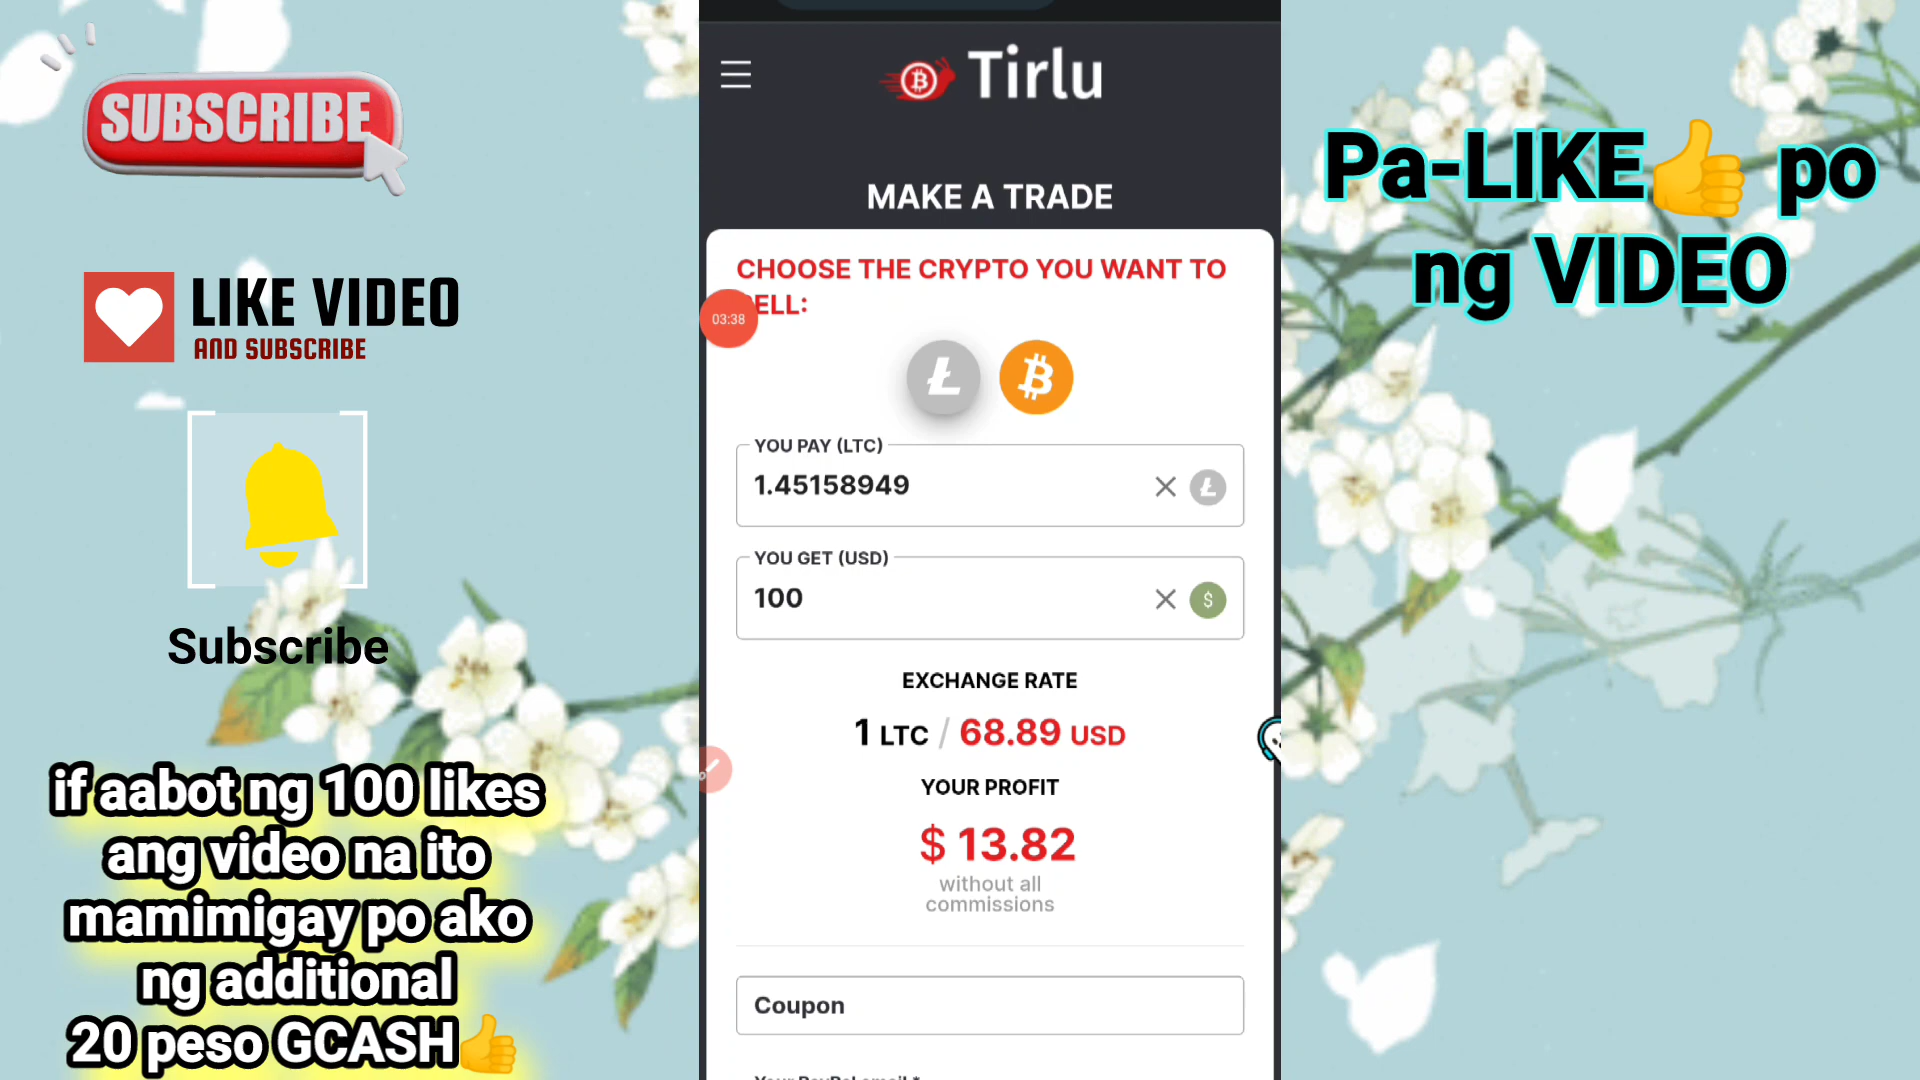 SUBSCRIBE
LIKE VIDEO
AND SUBSCRIBE
Subscribe
if aabot ng 100 likes
ang video na ito
mamimigay po ako
ng additional
20 peso GCASH👍
Tirlu
MAKE A TRADE
CHOOSE THE CRYPTO YOU WANT TO
ELL:
03:38
YOU PAY (LTC)
1.45158949
YOU GET (USD)
100
EXCHANGE RATE
1 LTC / 68.89 USD
YOUR PROFIT
$ 13.82
without all
commissions
Coupon
Your PayPal email *
Pa-LIKE👍 po
ng VIDEO